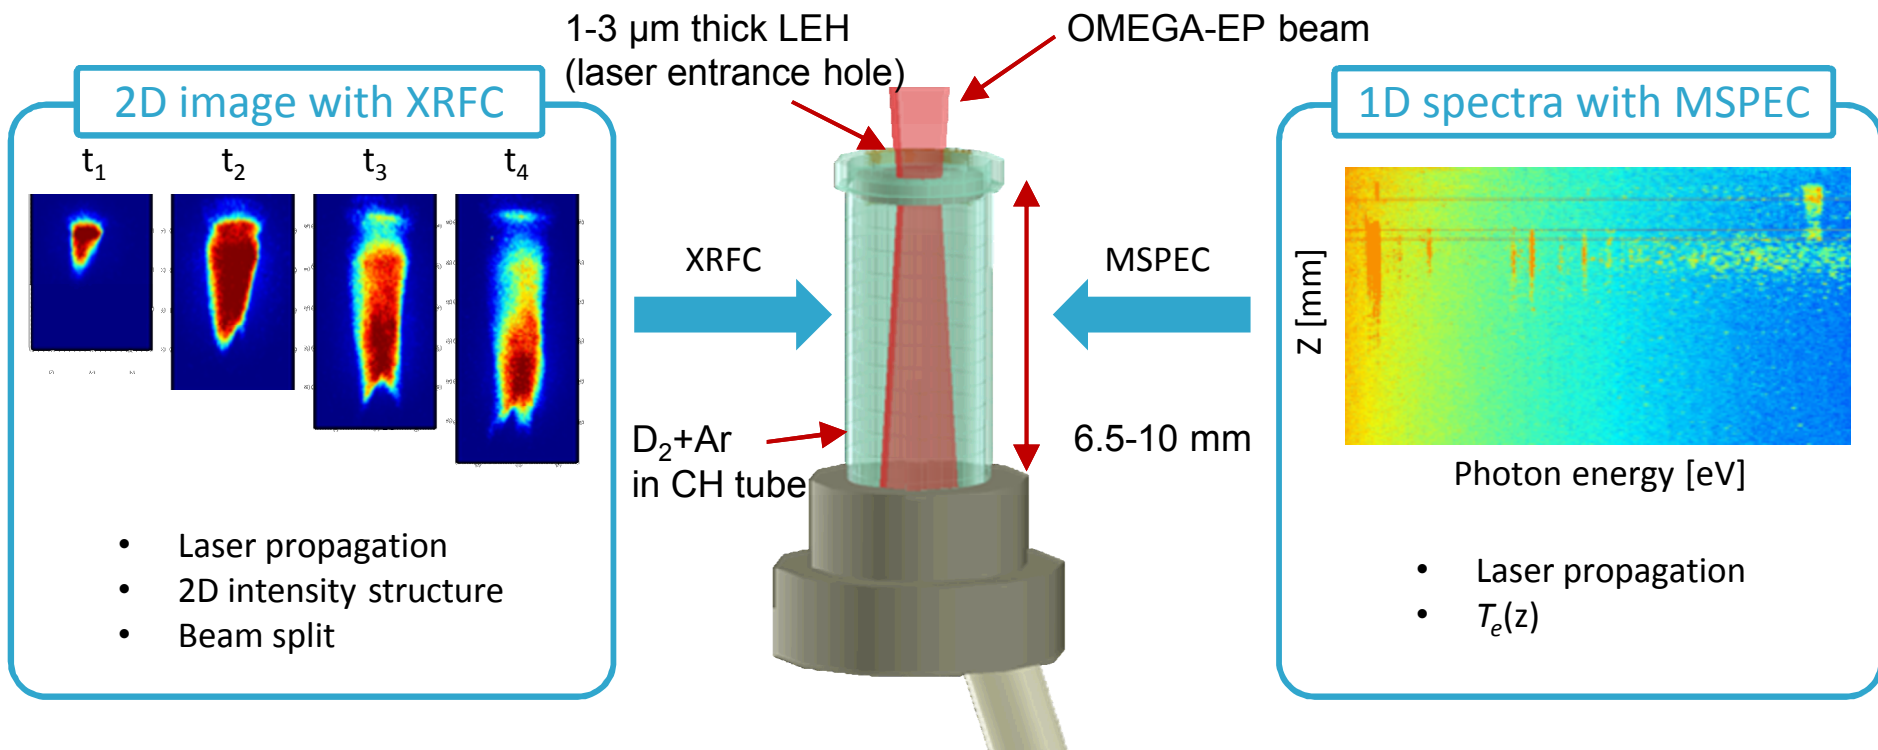 1-3 µm thick LEH
(laser entrance hole)
OMEGA-EP beam
2D image with XRFC
t1
t2
t3
t4
• Laser propagation
• 2D intensity structure
• Beam split
XRFC
MSPEC
D2+Ar
in CH tube
6.5-10 mm
1D spectra with MSPEC
Z [mm]
Photon energy [eV]
• Laser propagation
• Te(z)